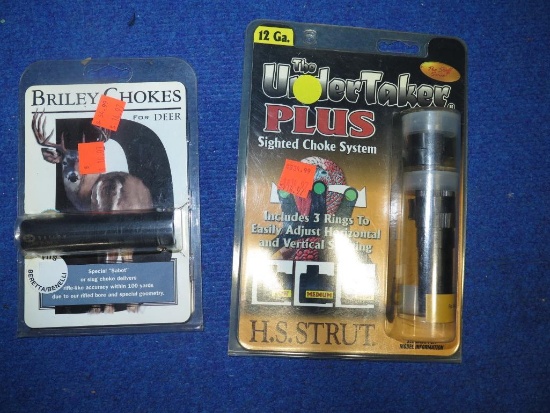 BRILEY CHOKES
FOR DEER
BERETTA/BENELLI
Special "Sabot"
or slug choke delivers
rifle-like accuracy within 100 yards
due to our rifled bore and special geometry.
12 Ga.
The
UnderTaker
PLUS
Sighted Choke System
Includes 3 Rings To
Easily Adjust Horizontal
and Vertical
MEDIUM
H.S. STRUT